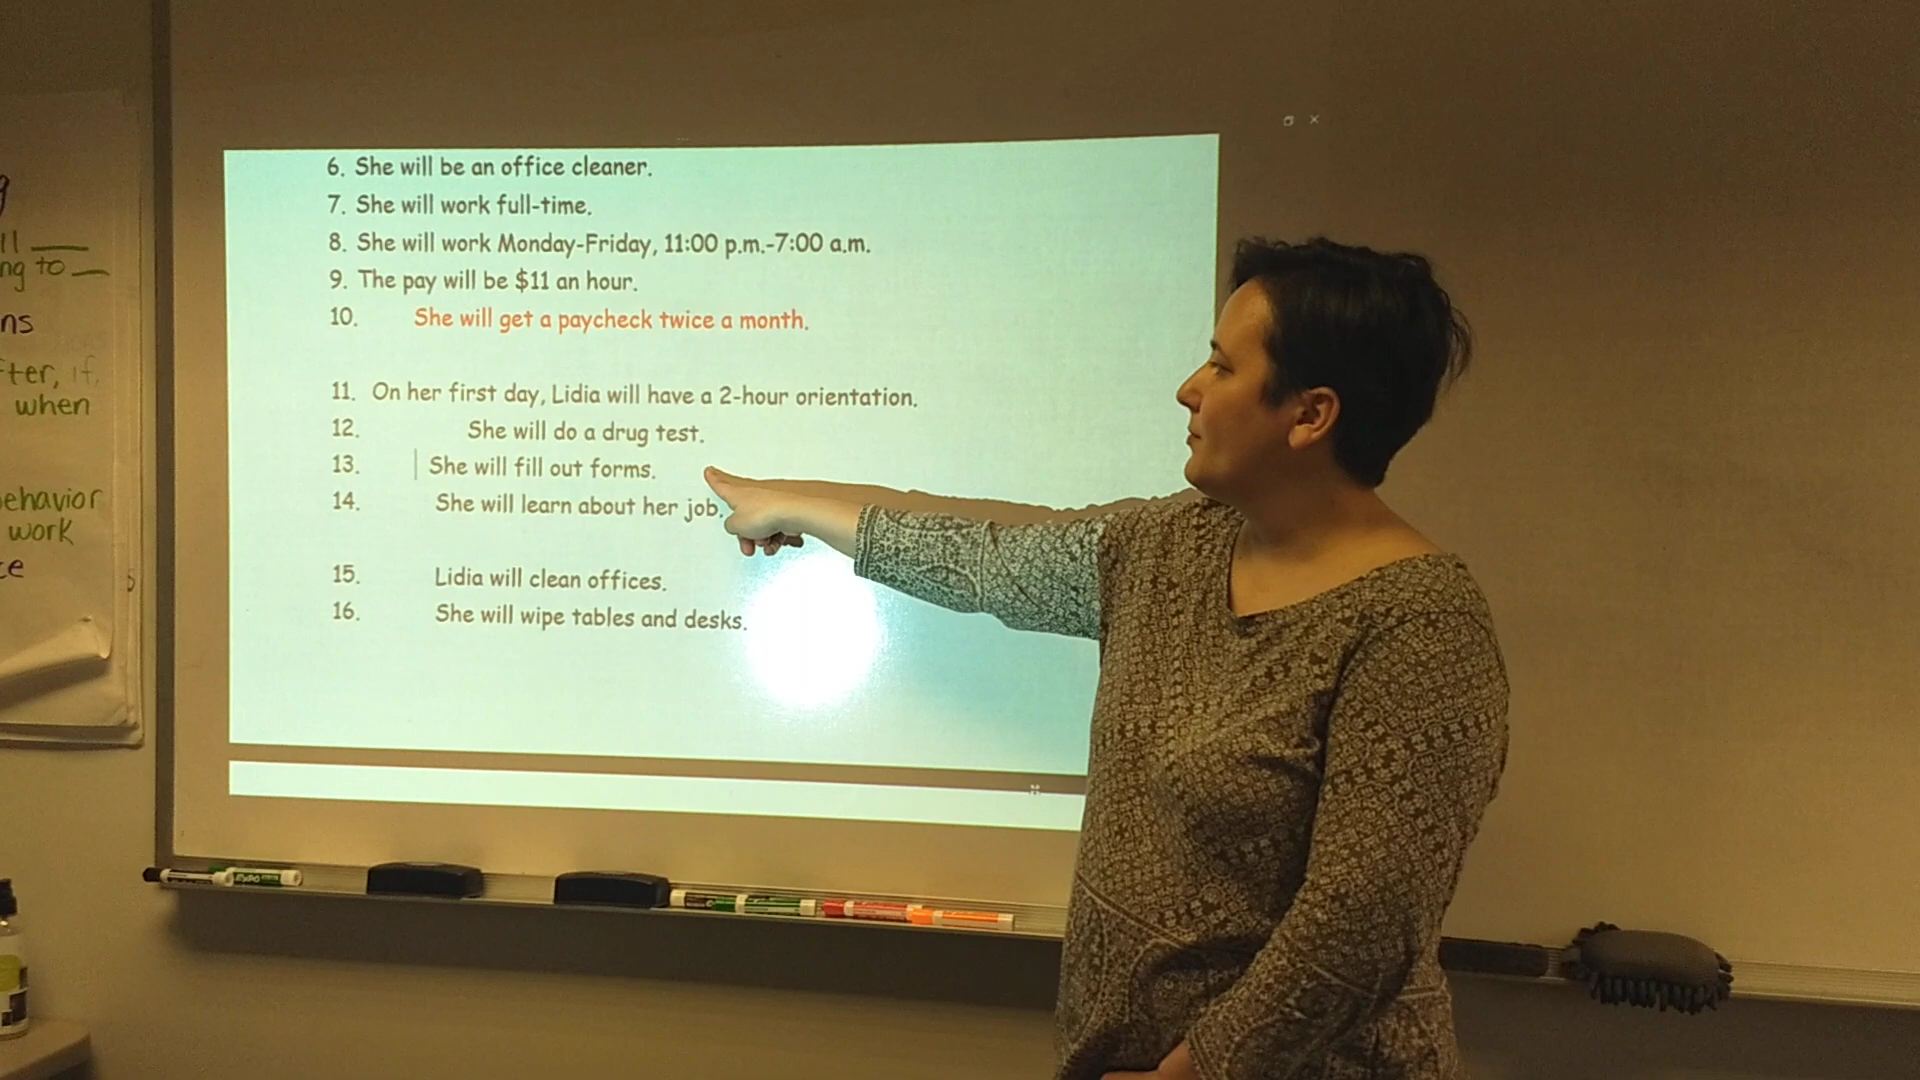 6. She will be an office cleaner.
7. She will work full-time.
8. She will work Monday-Friday, 11:00 p.m.-7:00 a.m.
9. The pay will be $11 an hour.
10. She will get a paycheck twice a month.
11. On her first day, Lidia will have a 2-hour orientation.
12. She will do a drug test.
13. She will fill out forms.
14. She will learn about her job.
15. Lidia will clean offices.
16. She will wipe tables and desks.
ng to
ns
ter, if,
when
ehavior
work
ce
EXPO